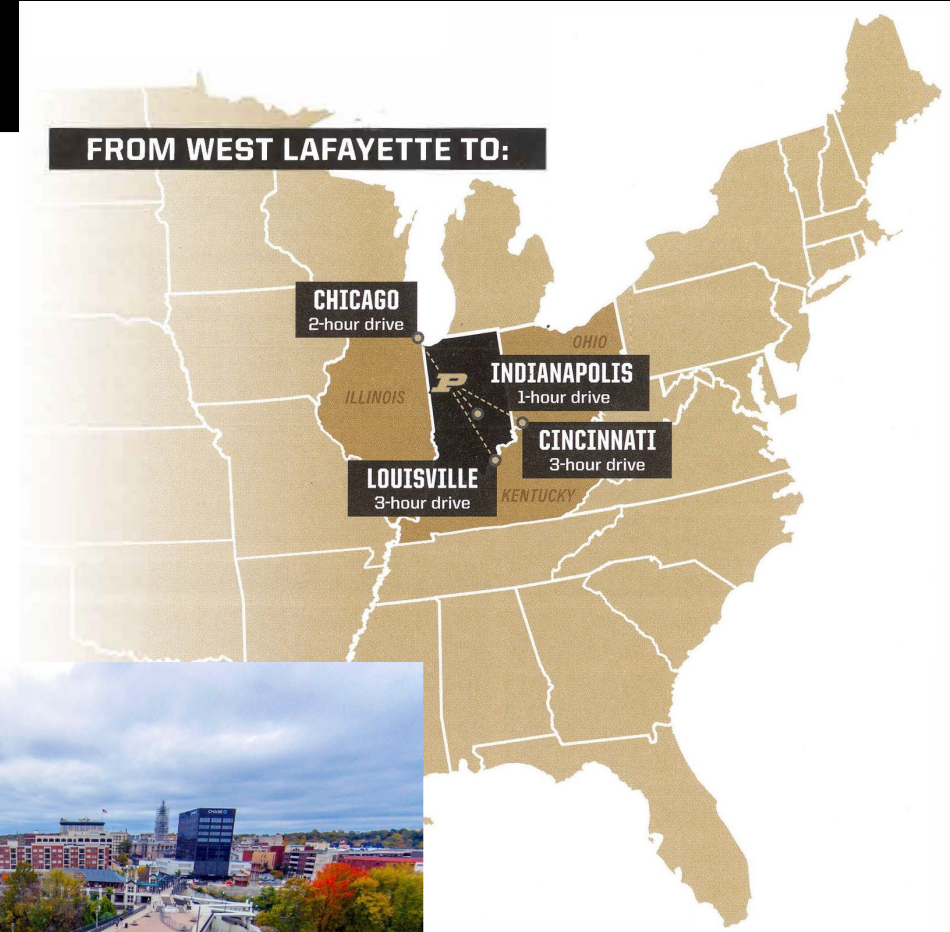 FROM WEST LAFAYETTE TO:
CHICAGO
2-hour drive
OHIO
INDIANAPOLIS
1-hour drive
ILLINOIS
P
CINCINNATI
3-hour drive
LOUISVILLE
3-hour drive
KENTUCKY
CHASE